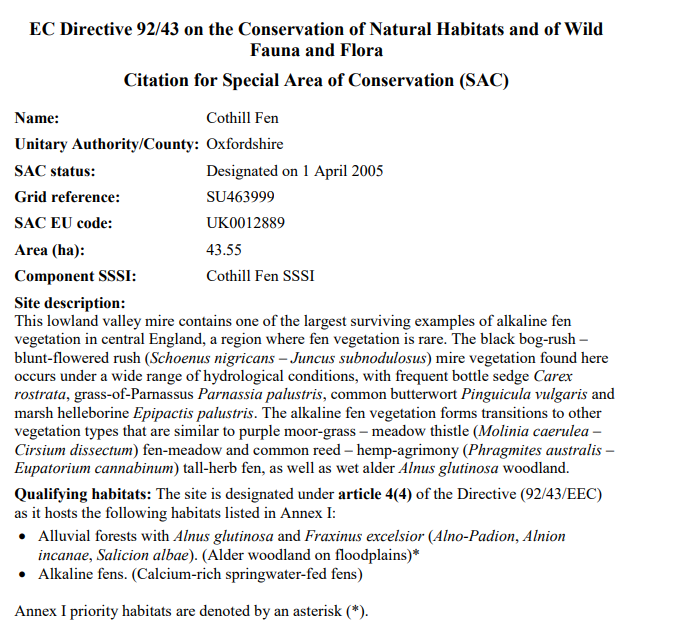 EC Directive 92/43 on the Conservation of Natural Habitats and of Wild
Fauna and Flora
Citation for Special Area of Conservation (SAC)
Name: Cothill Fen
Unitary Authority/County: Oxfordshire
SAC status: Designated on 1 April 2005
Grid reference: SU463999
SAC EU code: UK0012889
Area (ha): 43.55
Component SSSI: Cothill Fen SSSI
Site description:
This lowland valley mire contains one of the largest surviving examples of alkaline fen
vegetation in central England, a region where fen vegetation is rare. The black bog-rush –
blunt-flowered rush (Schoenus nigricans – Juncus subnodulosus) mire vegetation found here
occurs under a wide range of hydrological conditions, with frequent bottle sedge Carex
rostrata, grass-of-Parnassus Parnassia palustris, common butterwort Pinguicula vulgaris and
marsh helleborine Epipactis palustris. The alkaline fen vegetation forms transitions to other
vegetation types that are similar to purple moor-grass – meadow thistle (Molinia caerulea –
Cirsium dissectum) fen-meadow and common reed – hemp-agrimony (Phragmites australis –
Eupatorium cannabinum) tall-herb fen, as well as wet alder Alnus glutinosa woodland.
Qualifying habitats: The site is designated under article 4(4) of the Directive (92/43/EEC)
as it hosts the following habitats listed in Annex I:
• Alluvial forests with Alnus glutinosa and Fraxinus excelsior (Alno-Padion, Alnion
incanae, Salicion albae). (Alder woodland on floodplains)*
• Alkaline fens. (Calcium-rich springwater-fed fens)
Annex I priority habitats are denoted by an asterisk (*).